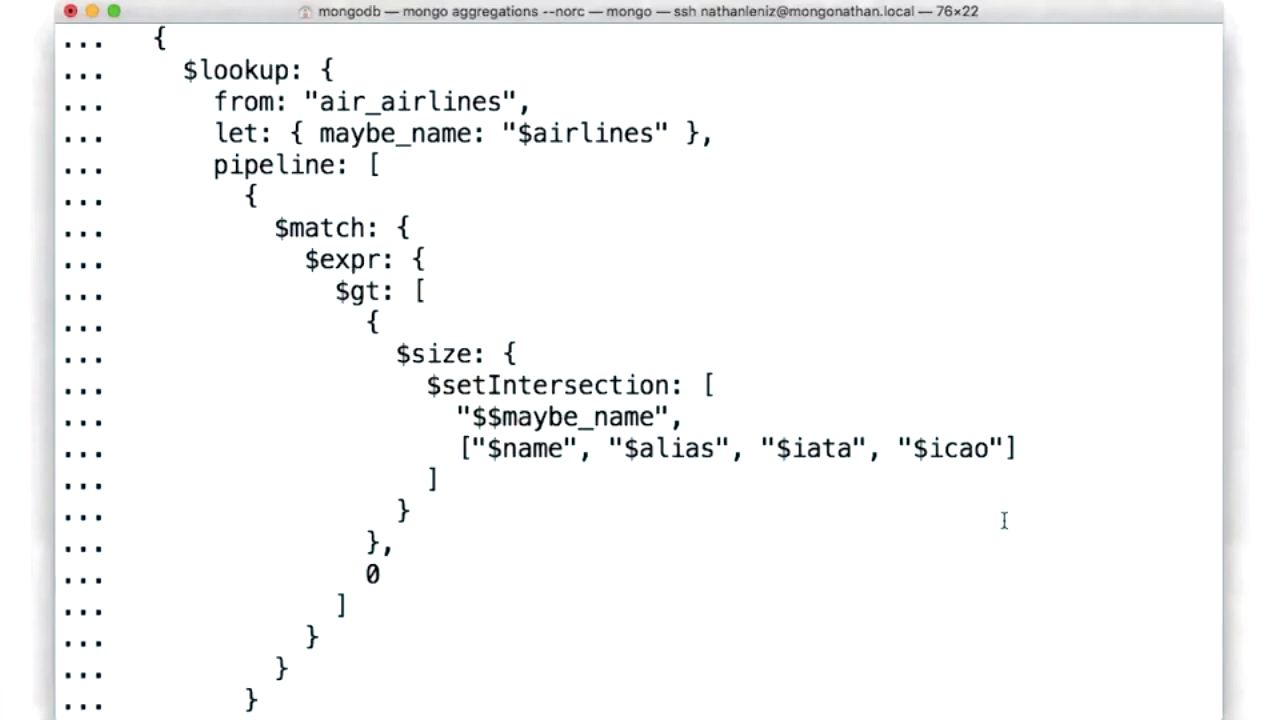 mongodb — mongo aggregations --norc — mongo — ssh nathanleniz@mongonathan.local — 76×22
...    {
...      $lookup: {
...        from: "air_airlines",
...        let: { maybe_name: "$airlines" },
...        pipeline: [
...          {
...            $match: {
...              $expr: {
...                $gt: [
...                  {
...                    $size: {
...                      $setIntersection: [
...                        "$$maybe_name",
...                        ["$name", "$alias", "$iata", "$icao"]
...                      ]
...                    }
...                  },
...                  0
...                ]
...              }
...            }
...          }